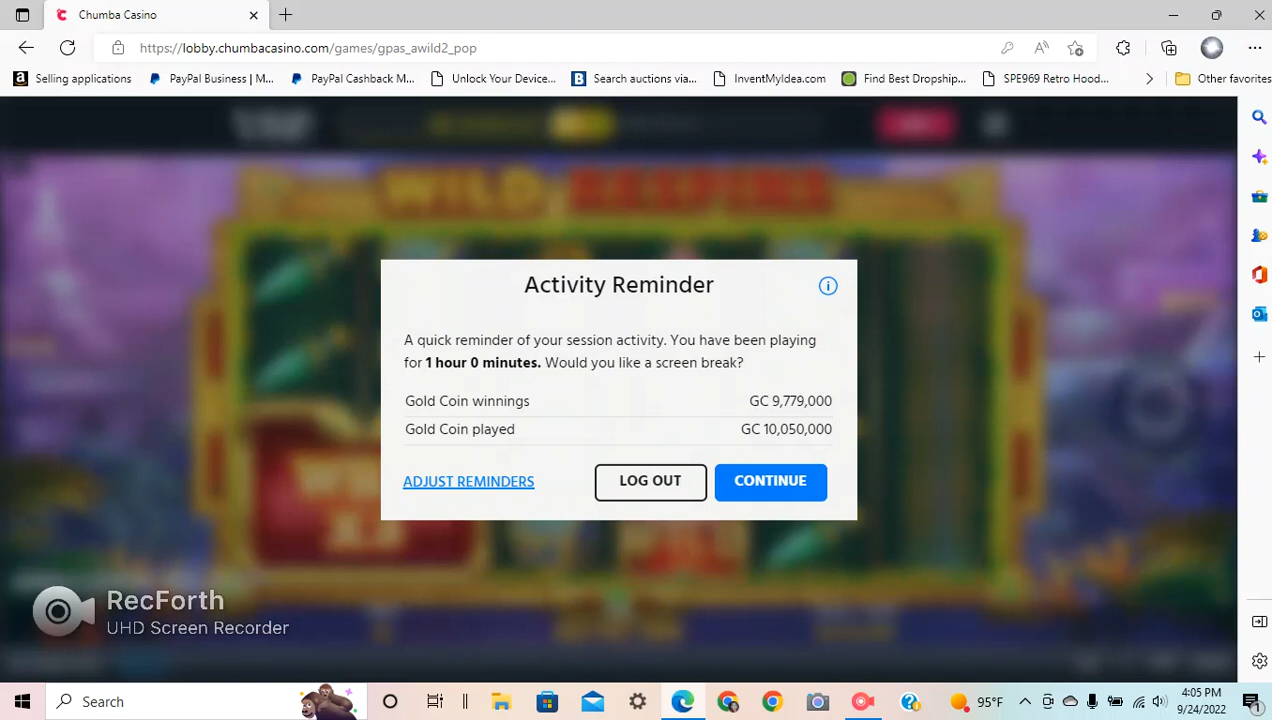 Chumba Casino
https://lobby.chumbacasino.com/games/gpas_awild2_pop
Selling applications
PayPal Business | M...
PayPal Cashback M...
Unlock Your Device...
Search auctions via...
InventMyIdea.com
Find Best Dropship...
SPE969 Retro Hood...
Other favorites
Activity Reminder
A quick reminder of your session activity. You have been playing
for 1 hour 0 minutes. Would you like a screen break?
Gold Coin winnings GC 9,779,000
Gold Coin played GC 10,050,000
ADJUST REMINDERS LOG OUT CONTINUE
RecForth
UHD Screen Recorder
Search
95°F
4:05 PM
9/24/2022
1